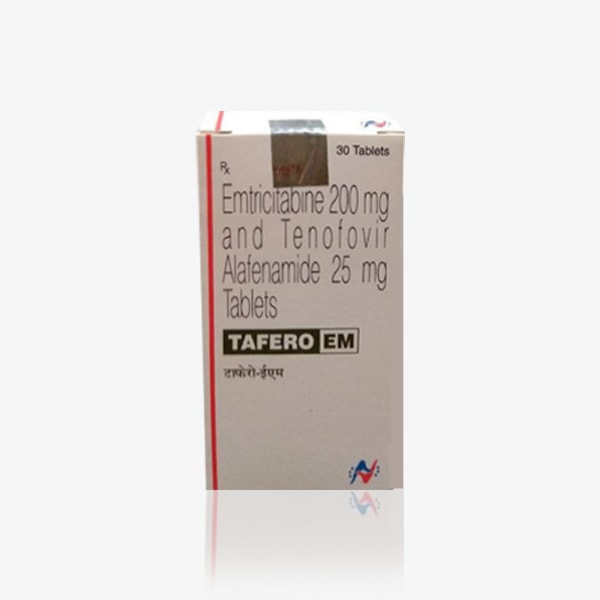 30 Tablets
Rx
Emtricitabine 200 mg
and Tenofovir
Alafenamide 25 mg
Tablets
TAFERO EM
टाफेरो-ईएम